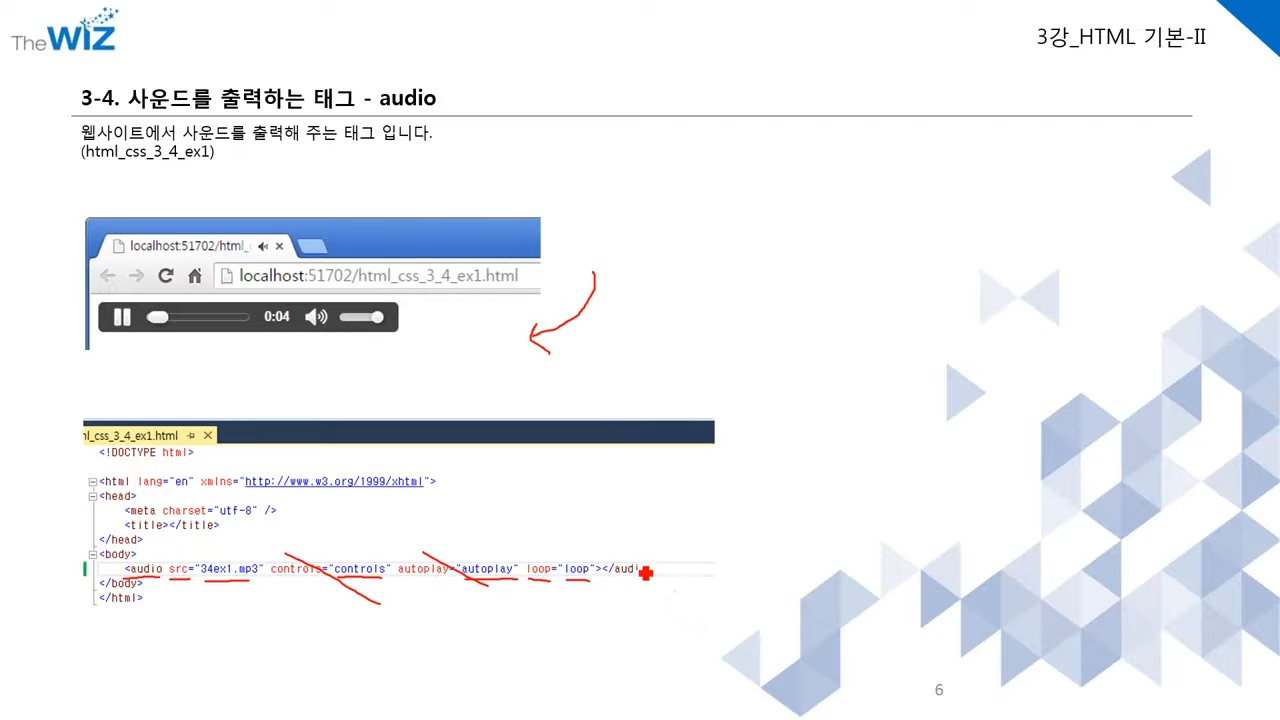 The WIZ
3강_HTML 기본-II
3-4. 사운드를 출력하는 태그 - audio
웹사이트에서 사운드를 출력해 주는 태그 입니다.
(html_css_3_4_ex1)
localhost:51702/html_
localhost:51702/html_css_3_4_ex1.html
0:04
ml_css_3_4_ex1.html
<!DOCTYPE html>
<html lang="en" xmlns="http://www.w3.org/1999/xhtml">
<head>
<meta charset="utf-8" />
<title></title>
</head>
<body>
<audio src="34ex1.mp3" controls="controls" autoplay="autoplay" loop="loop"></audi
</body>
</html>
6